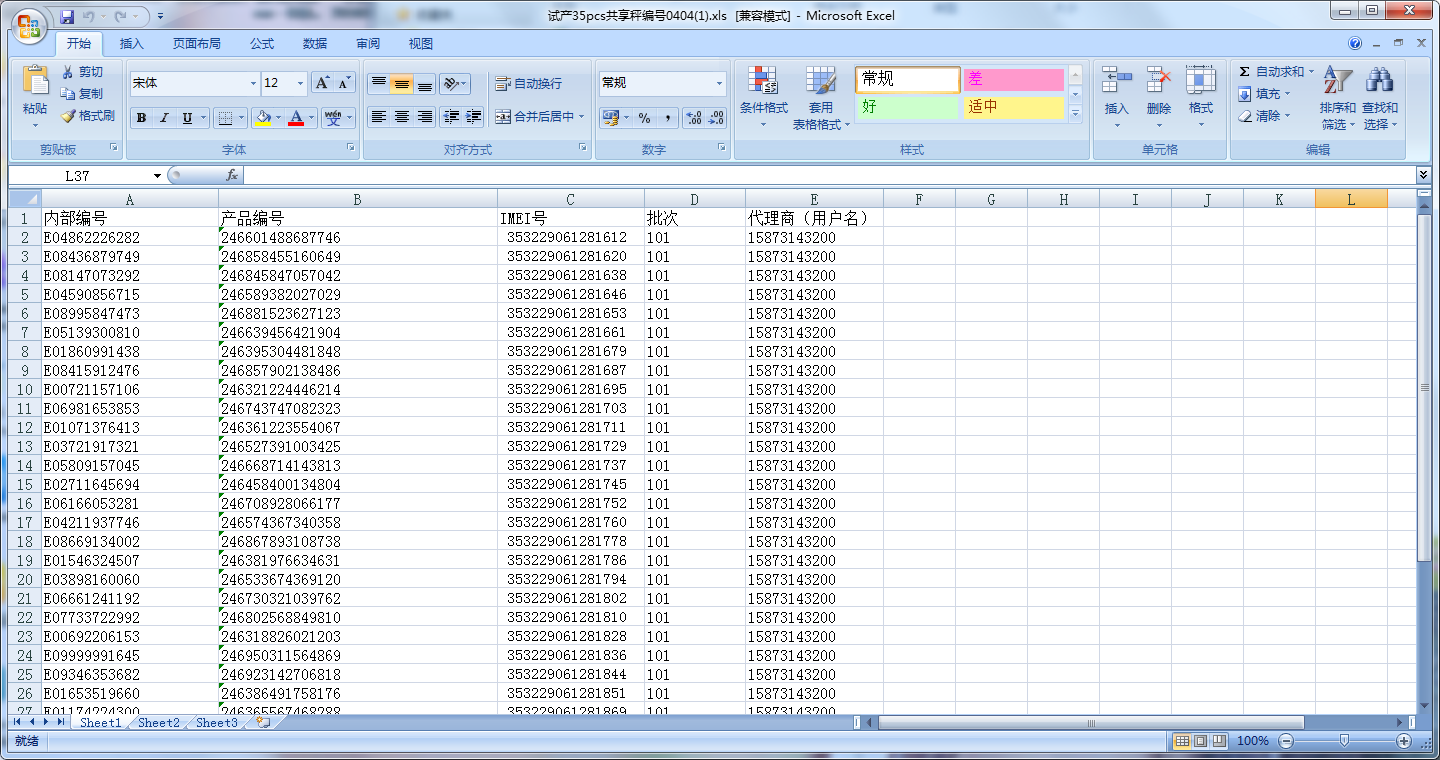 试产35pcs共享秤编号0404(1).xls [兼容模式] - Microsoft Excel
开始 插入 页面布局 公式 数据 审阅 视图
粘贴 剪切 复制 格式刷 剪贴板
宋体 12 B I U 字体
自动换行 合并后居中 对齐方式
常规 % 数字
条件格式 套用表格格式 常规 差 好 适中 样式
插入 删除 格式 单元格
Σ 自动求和 填充 清除 排序和筛选 查找和选择 编辑
L37 fx
A B C D E F G H I J K L
1 内部编号 产品编号 IMEI号 批次 代理商（用户名）
2 E04862226282 246601488687746 353229061281612 101 15873143200
3 E08436879749 246858455160649 353229061281620 101 15873143200
4 E08147073292 246845847057042 353229061281638 101 15873143200
5 E04590856715 246589382027029 353229061281646 101 15873143200
6 E08995847473 246881523627123 353229061281653 101 15873143200
7 E05139300810 246639456421904 353229061281661 101 15873143200
8 E01860991438 246395304481848 353229061281679 101 15873143200
9 E08415912476 246857902138486 353229061281687 101 15873143200
10 E00721157106 246321224446214 353229061281695 101 15873143200
11 E06981653853 246743747082323 353229061281703 101 15873143200
12 E01071376413 246361223554067 353229061281711 101 15873143200
13 E03721917321 246527391003425 353229061281729 101 15873143200
14 E05809157045 246668714143813 353229061281737 101 15873143200
15 E02711645694 246458400134804 353229061281745 101 15873143200
16 E06166053281 246708928066177 353229061281752 101 15873143200
17 E04211937746 246574367340358 353229061281760 101 15873143200
18 E08669134002 246867893108738 353229061281778 101 15873143200
19 E01546324507 246381976634631 353229061281786 101 15873143200
20 E03898160060 246533674369120 353229061281794 101 15873143200
21 E06661241192 246730321039762 353229061281802 101 15873143200
22 E07733722992 246802568849810 353229061281810 101 15873143200
23 E00692206153 246318826021203 353229061281828 101 15873143200
24 E09999991645 246950311564869 353229061281836 101 15873143200
25 E09346353682 246923142706818 353229061281844 101 15873143200
26 E01653519660 246386491758176 353229061281851 101 15873143200
27 E01174224300 246365567468288 353229061281869 101 15873143200
Sheet1 Sheet2 Sheet3
就绪 100%